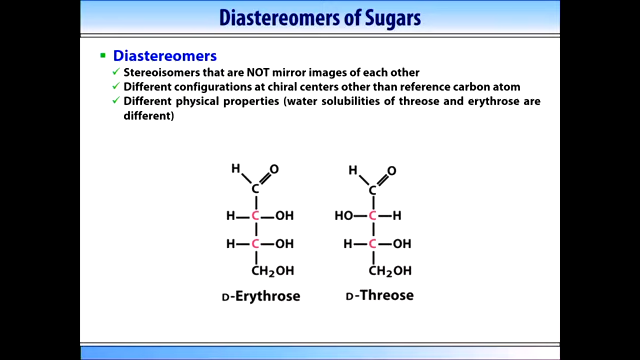 Diastereomers of Sugars
▪ Diastereomers
✓ Stereoisomers that are NOT mirror images of each other
✓ Different configurations at chiral centers other than reference carbon atom
✓ Different physical properties (water solubilities of threose and erythrose are
different)
H O H O
C C
H—C—OH HO—C—H
H—C—OH H—C—OH
CH₂OH CH₂OH
D-Erythrose D-Threose